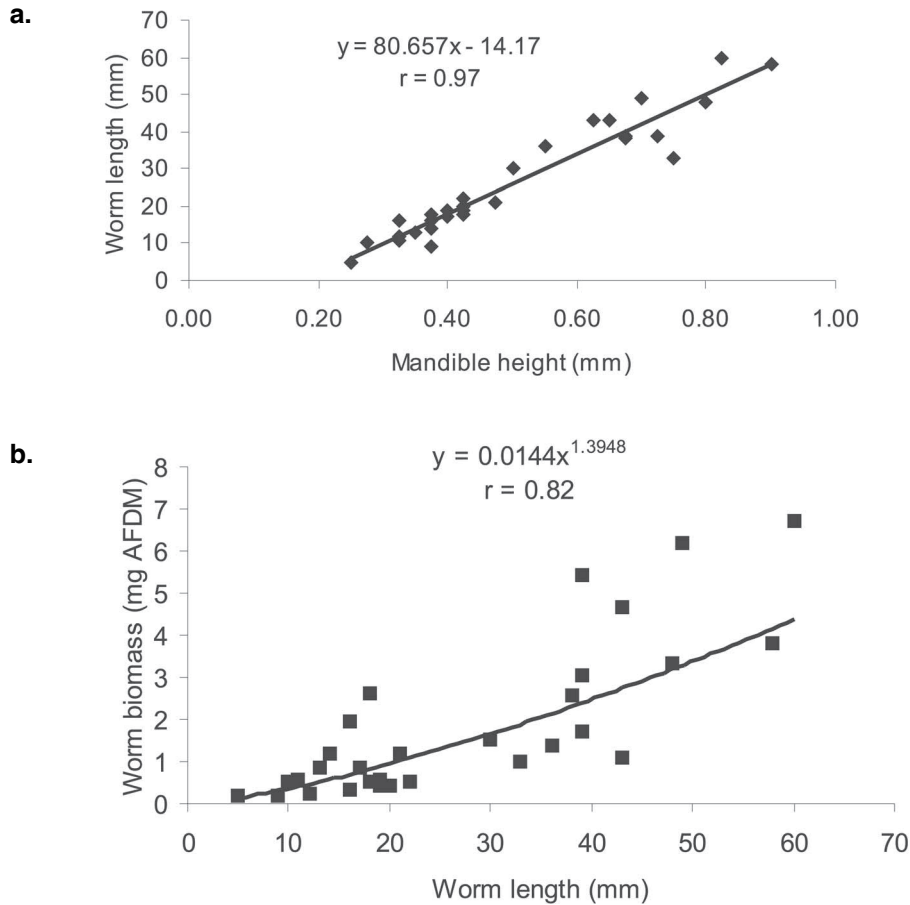 a.
y = 80.657x - 14.17
r = 0.97
Worm length (mm)
70
60
50
40
30
20
10
0
0.00 0.20 0.40 0.60 0.80 1.00
Mandible height (mm)
b.
y = 0.0144x^1.3948
r = 0.82
Worm biomass (mg AFDM)
8
7
6
5
4
3
2
1
0
0 10 20 30 40 50 60 70
Worm length (mm)